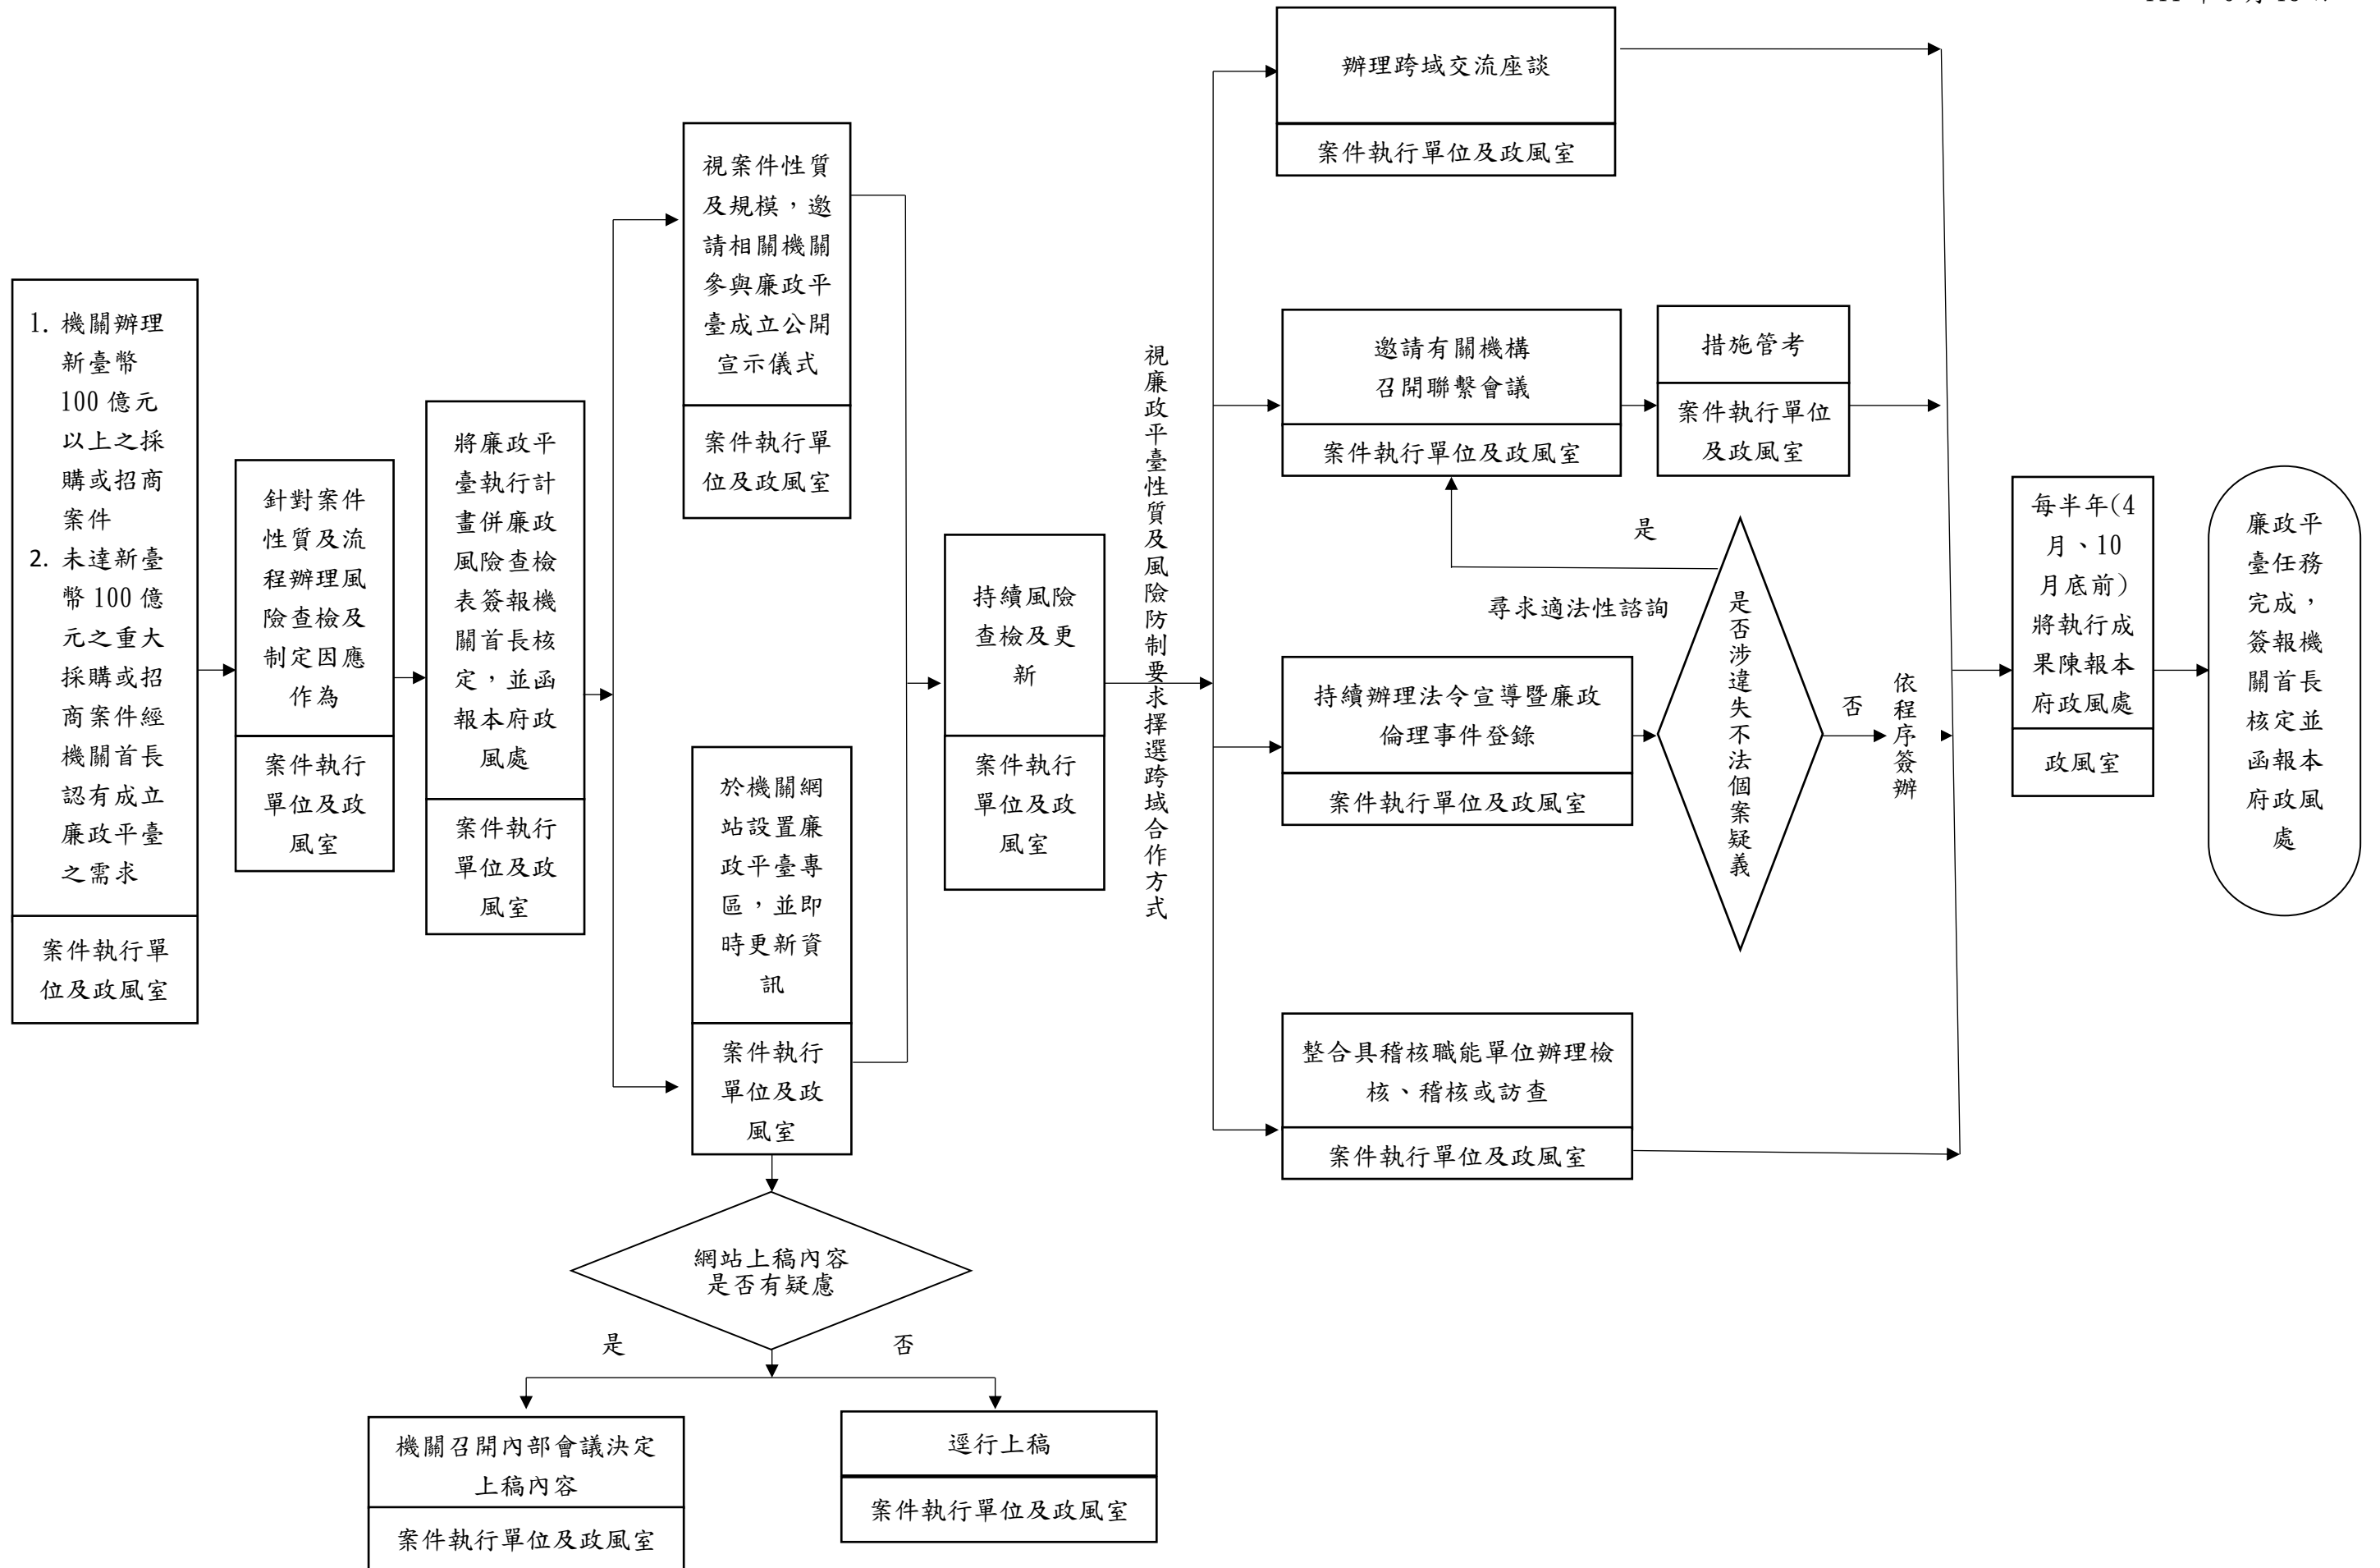 辦理跨域交流座談
案件執行單位及政風室
視案件性質
及規模，邀
請相關機關
參與廉政平
臺成立公開
宣示儀式
案件執行單
位及政風室
1. 機關辦理
新臺幣
100 億元
以上之採
購或招商
案件
2. 未達新臺
幣 100 億
元之重大
採購或招
商案件經
機關首長
認有成立
廉政平臺
之需求
案件執行單
位及政風室
針對案件
性質及流
程辦理風
險查檢及
制定因應
作為
案件執行
單位及政
風室
將廉政平
臺執行計
畫併廉政
風險查檢
表簽報機
關首長核
定，並函
報本府政
風處
案件執行
單位及政
風室
於機關網
站設置廉
政平臺專
區，並即
時更新資
訊
案件執行
單位及政
風室
持續風險
查檢及更
新
案件執行
單位及政
風室
視廉政平臺性質及風險防制要求擇選跨域合作方式
邀請有關機構
召開聯繫會議
案件執行單位及政風室
措施管考
案件執行單位
及政風室
是
尋求適法性諮詢
持續辦理法令宣導暨廉政
倫理事件登錄
案件執行單位及政風室
是否涉違失不法個案疑義
否
依程序簽辦
整合具稽核職能單位辦理檢
核、稽核或訪查
案件執行單位及政風室
每半年(4
月、10
月底前)
將執行成
果陳報本
府政風處
政風室
廉政平
臺任務
完成，
簽報機
關首長
核定並
函報本
府政風
處
網站上稿內容
是否有疑慮
是
否
機關召開內部會議決定
上稿內容
案件執行單位及政風室
逕行上稿
案件執行單位及政風室